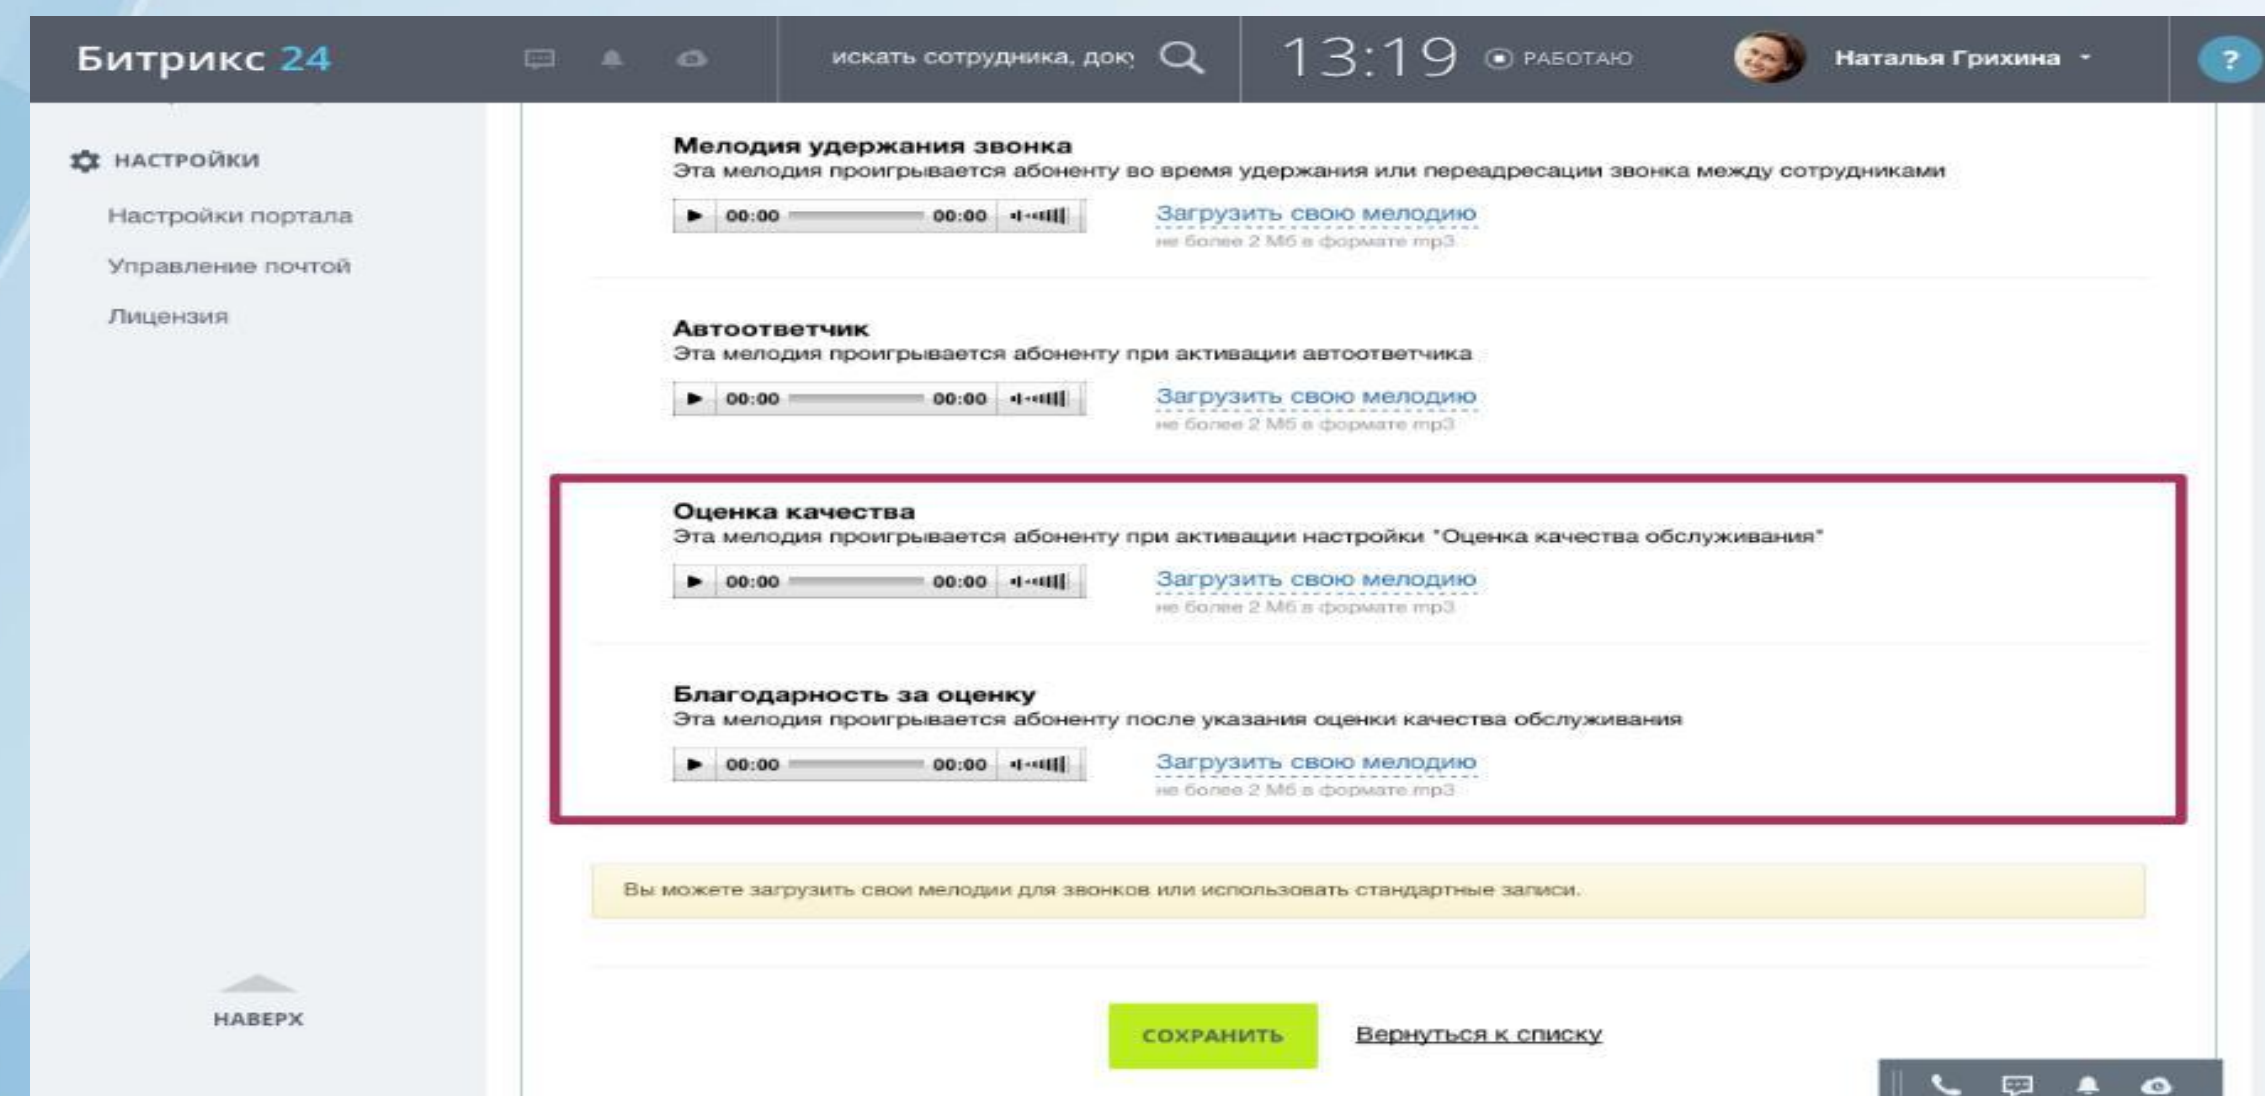 Битрикс 24
искать сотрудника, док
13:19
РАБОТАЮ
Наталья Грихина
?
НАСТРОЙКИ
Настройки портала
Управление почтой
Лицензия
НАВЕРХ
Мелодия удержания звонка
Эта мелодия проигрывается абоненту во время удержания или переадресации звонка между сотрудниками
00:00 00:00
Загрузить свою мелодию
не более 2 Мб в формате mp3
Автоответчик
Эта мелодия проигрывается абоненту при активации автоответчика
00:00 00:00
Загрузить свою мелодию
не более 2 Мб в формате mp3
Оценка качества
Эта мелодия проигрывается абоненту при активации настройки "Оценка качества обслуживания"
00:00 00:00
Загрузить свою мелодию
не более 2 Мб в формате mp3
Благодарность за оценку
Эта мелодия проигрывается абоненту после указания оценки качества обслуживания
00:00 00:00
Загрузить свою мелодию
не более 2 Мб в формате mp3
Вы можете загрузить свои мелодии для звонков или использовать стандартные записи.
СОХРАНИТЬ
Вернуться к списку